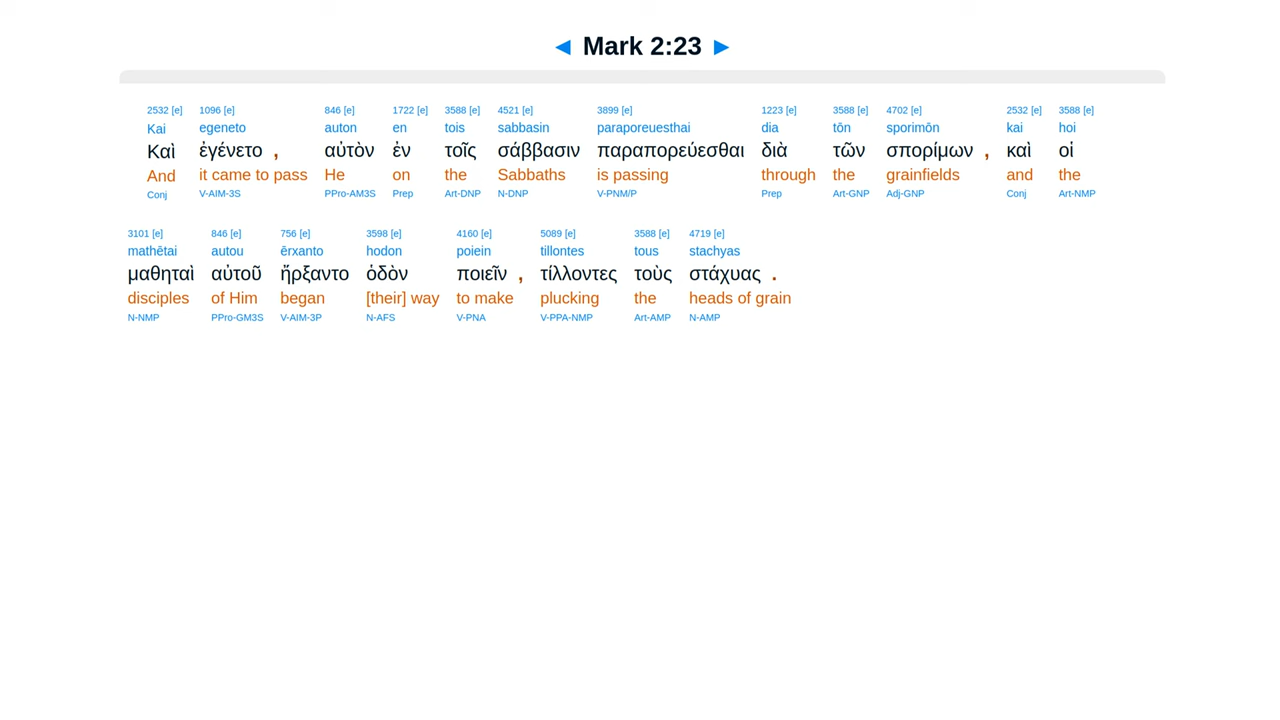 ◄ Mark 2:23 ►
2532 [e] 1096 [e] 846 [e] 1722 [e] 3588 [e] 4521 [e] 3899 [e] 1223 [e] 3588 [e] 4702 [e] 2532 [e] 3588 [e]
Kai egeneto auton en tois sabbasin paraporeuesthai dia tōn sporimōn kai hoi
Καὶ ἐγένετο , αὐτὸν ἐν τοῖς σάββασιν παραπορεύεσθαι διὰ τῶν σπορίμων , καὶ οἱ
And it came to pass He on the Sabbaths is passing through the grainfields and the
Conj V-AIM-3S PPro-AM3S Prep Art-DNP N-DNP V-PNM/P Prep Art-GNP Adj-GNP Conj Art-NMP
3101 [e] 846 [e] 756 [e] 3598 [e] 4160 [e] 5089 [e] 3588 [e] 4719 [e]
mathētai autou ērxanto hodon poiein tillontes tous stachyas
μαθηταὶ αὐτοῦ ἤρξαντο ὁδὸν ποιεῖν , τίλλοντες τοὺς στάχυας .
disciples of Him began [their] way to make plucking the heads of grain
N-NMP PPro-GM3S V-AIM-3P N-AFS V-PNA V-PPA-NMP Art-AMP N-AMP